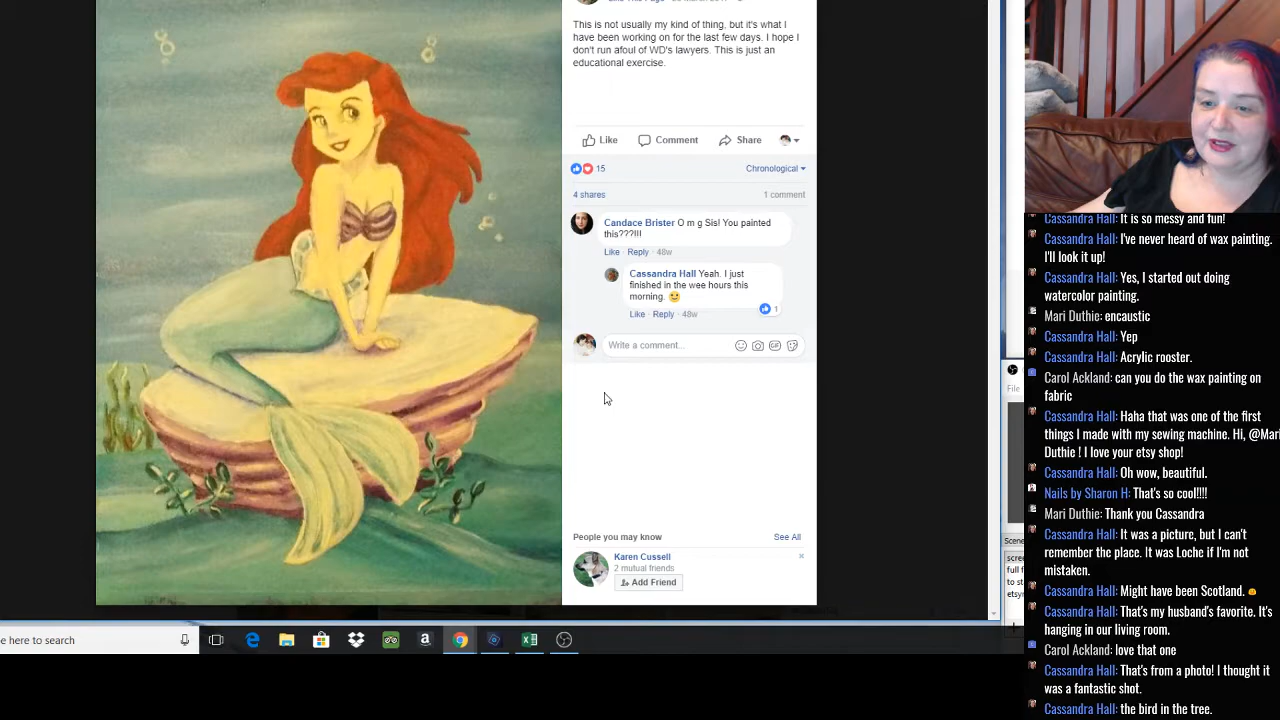 This is not usually my kind of thing, but it's what I
have been working on for the last few days. I hope I
don't run afoul of WD's lawyers. This is just an
educational exercise.
Like Comment Share
15 Chronological
4 shares 1 comment
Candace Brister O m g Sis! You painted
this???!!!
Like · Reply · 48w
Cassandra Hall Yeah. I just
finished in the wee hours this
morning.
1
Like · Reply · 48w
Write a comment...
GIF
People you may know See All
Karen Cussell
2 mutual friends
Add Friend
e here to search
File
Scene
scree
full f
to st
etsyr
Cassandra Hall: It is so messy and fun!
Cassandra Hall: I've never heard of wax painting.
I'll look it up!
Cassandra Hall: Yes, I started out doing
watercolor painting.
Mari Duthie: encaustic
Cassandra Hall: Yep
Cassandra Hall: Acrylic rooster.
Carol Ackland: can you do the wax painting on
fabric
Cassandra Hall: Haha that was one of the first
things I made with my sewing machine. Hi, @Mari
Duthie ! I love your etsy shop!
Cassandra Hall: Oh wow, beautiful.
Nails by Sharon H: That's so cool!!!!
Mari Duthie: Thank you Cassandra
Cassandra Hall: It was a picture, but I can't
remember the place. It was Loche if I'm not
mistaken.
Cassandra Hall: Might have been Scotland.
Cassandra Hall: That's my husband's favorite. It's
hanging in our living room.
Carol Ackland: love that one
Cassandra Hall: That's from a photo! I thought it
was a fantastic shot.
Cassandra Hall: the bird in the tree.